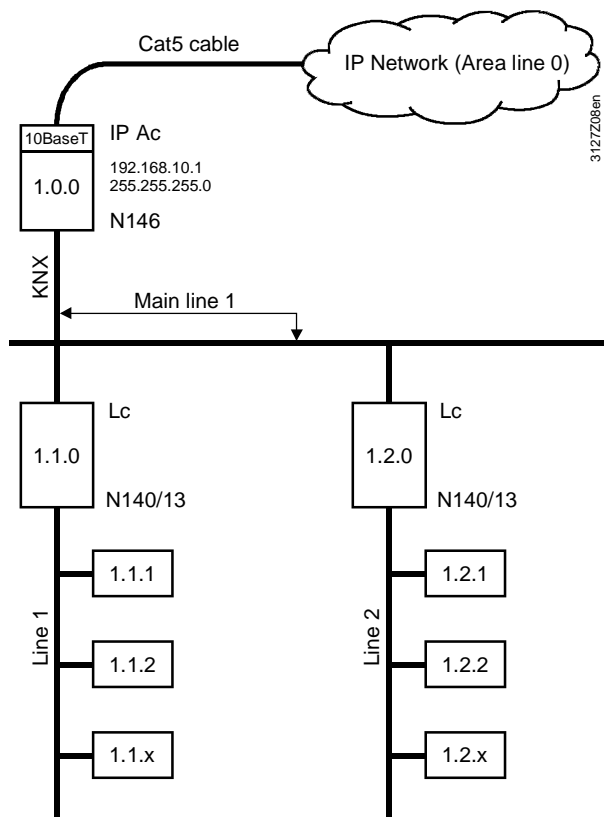 Cat5 cable
IP Network (Area line 0)
3127Z08en
10BaseT
IP Ac
192.168.10.1
255.255.255.0
1.0.0
N146
KNX
Main line 1
Lc
1.1.0
N140/13
Lc
1.2.0
N140/13
Line 1
1.1.1
1.1.2
1.1.x
Line 2
1.2.1
1.2.2
1.2.x